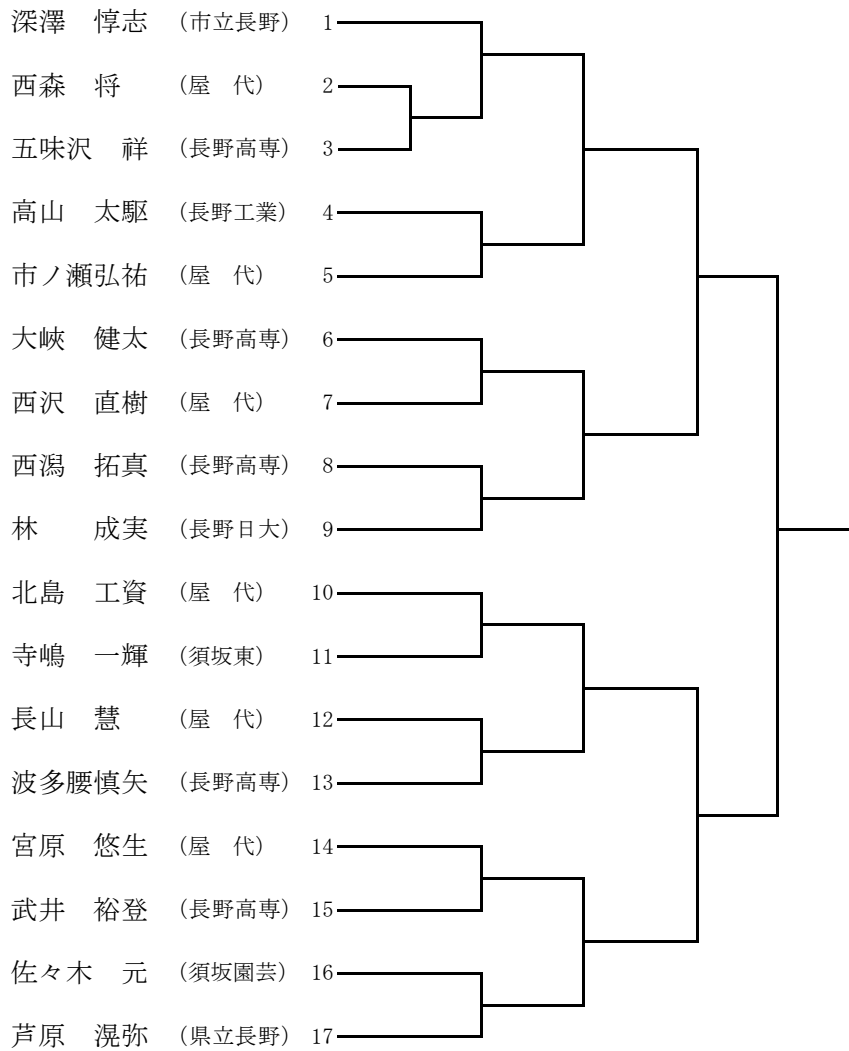 深澤　惇志　（市立長野）　1
西森　将　（屋　代）　2
五味沢　祥　（長野高専）　3
高山　太駆　（長野工業）　4
市ノ瀬弘祐　（屋　代）　5
大峽　健太　（長野高専）　6
西沢　直樹　（屋　代）　7
西潟　拓真　（長野高専）　8
林　　成実　（長野日大）　9
北島　工資　（屋　代）　10
寺嶋　一輝　（須坂東）　11
長山　慧　（屋　代）　12
波多腰慎矢　（長野高専）　13
宮原　悠生　（屋　代）　14
武井　裕登　（長野高専）　15
佐々木　元　（須坂園芸）　16
芦原　滉弥　（県立長野）　17